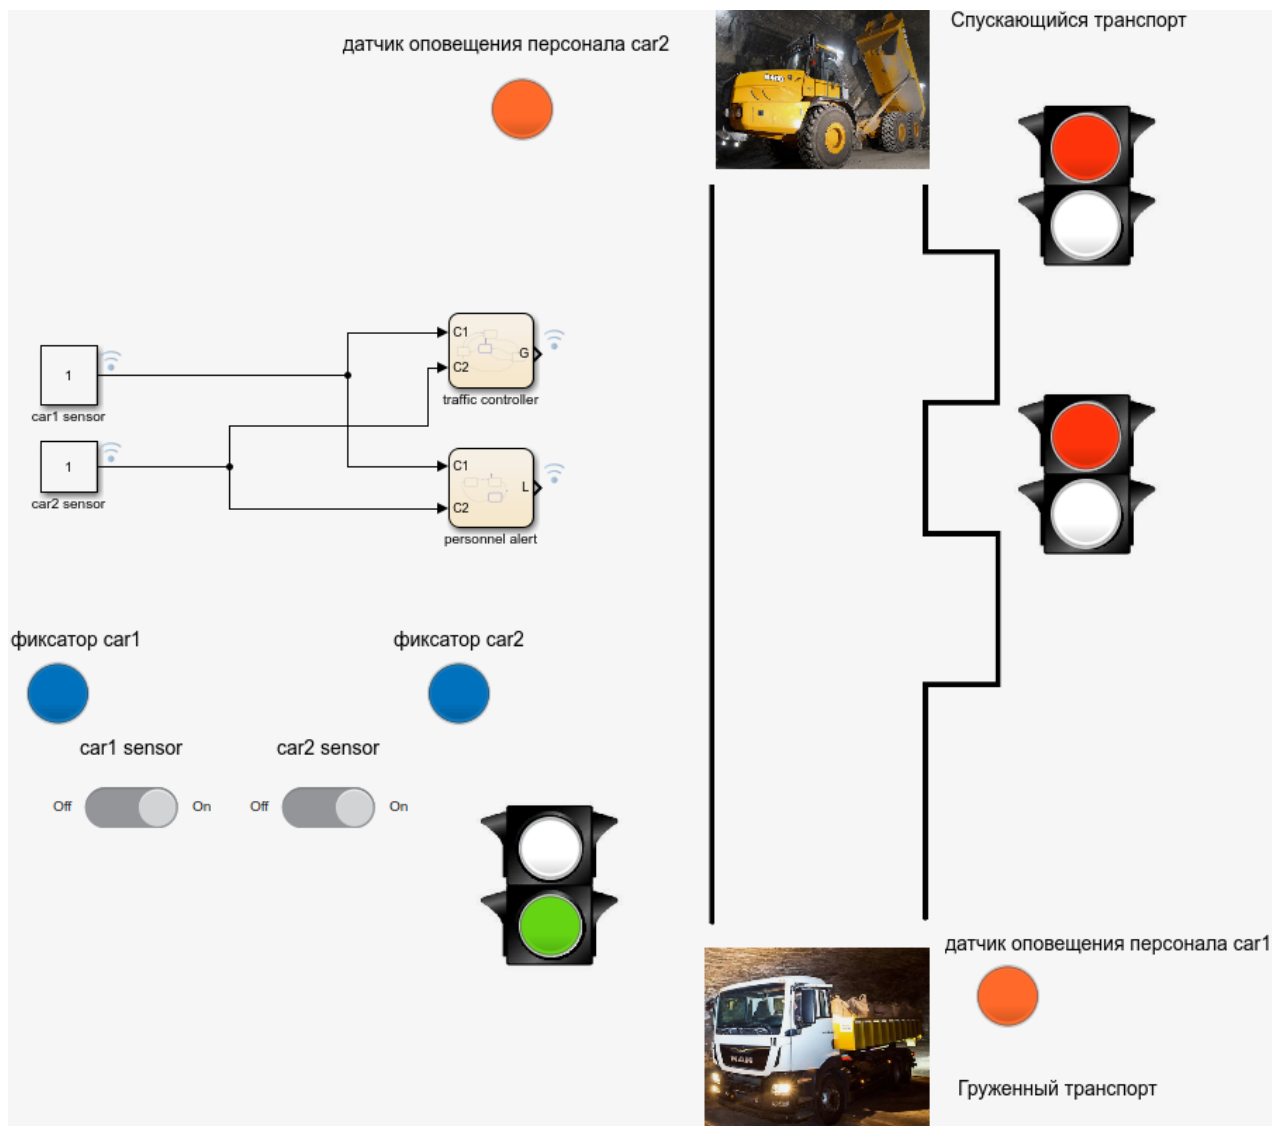 Спускающийся транспорт
датчик оповещения персонала car2
C1
G
C2
traffic controller
1
car1 sensor
C1
1
L
car2 sensor
C2
personnel alert
фиксатор car1
фиксатор car2
car1 sensor
car2 sensor
Off
On
Off
On
датчик оповещения персонала car1
MAN
Груженный транспорт